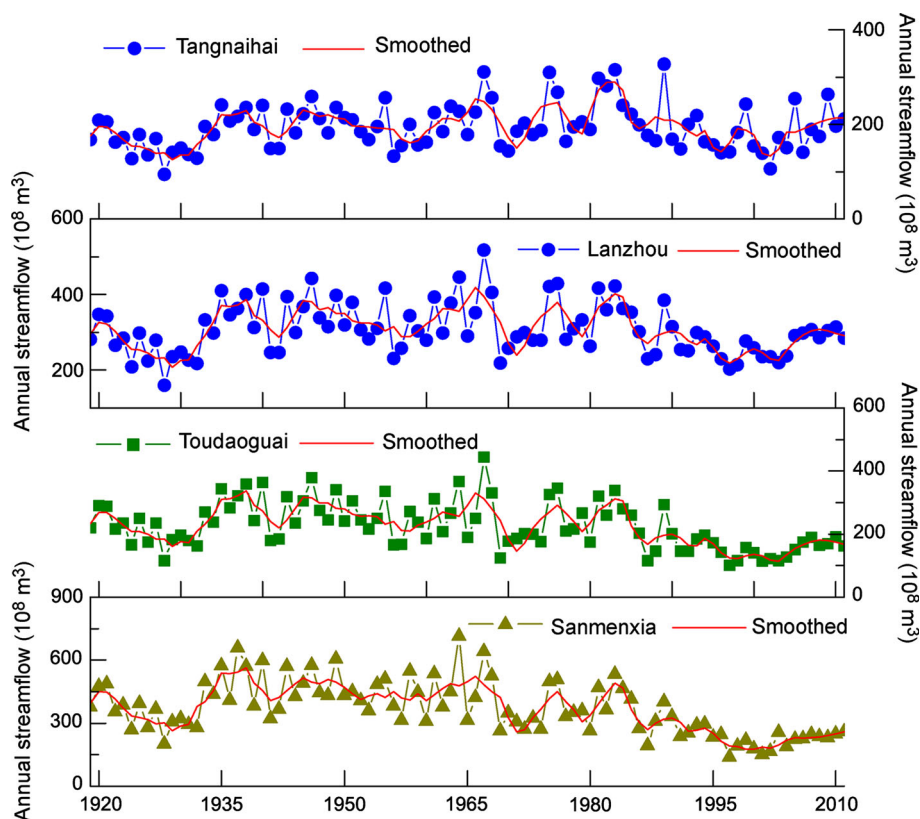 Tangnaihai Smoothed
400
200
0
Annual streamflow (10⁸ m³)
Lanzhou Smoothed
600
400
200
Annual streamflow (10⁸ m³)
Toudaoguai Smoothed
600
400
200
0
Annual streamflow (10⁸ m³)
Sanmenxia Smoothed
900
600
300
0
Annual streamflow (10⁸ m³)
1920 1935 1950 1965 1980 1995 2010